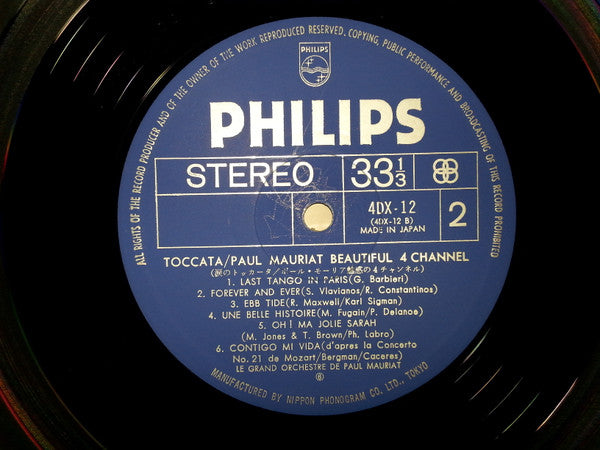 ALL RIGHTS OF THE RECORD PRODUCER AND OF THE OWNER OF THE WORK REPRODUCED RESERVED. COPYING, PUBLIC PERFORMANCE AND BROADCASTING OF THIS RECORD PROHIBITED
PHILIPS
PHILIPS
STEREO 33 1/3
4DX-12
(4DX-12 B)
MADE IN JAPAN
2
TOCCATA/PAUL MAURIAT BEAUTIFUL 4 CHANNEL
(涙のトッカータ/ポール・モーリア魅惑の4チャンネル)
1. LAST TANGO IN PARIS(G. Barbieri)
2. FOREVER AND EVER(S. Vlavianos/R. Constantinos)
3. EBB TIDE(R. Maxwell/Karl Sigman)
4. UNE BELLE HISTOIRE(M. Fugain/P. Delanoe)
5. OH! MA JOLIE SARAH
(M. Jones & T. Brown/Ph. Labro)
6. CONTIGO MI VIDA(d'apres la Concerto
No. 21 de Mozart/Bergman/Caceres)
LE GRAND ORCHESTRE DE PAUL MAURIAT
MANUFACTURED BY NIPPON PHONOGRAM CO. LTD., TOKYO